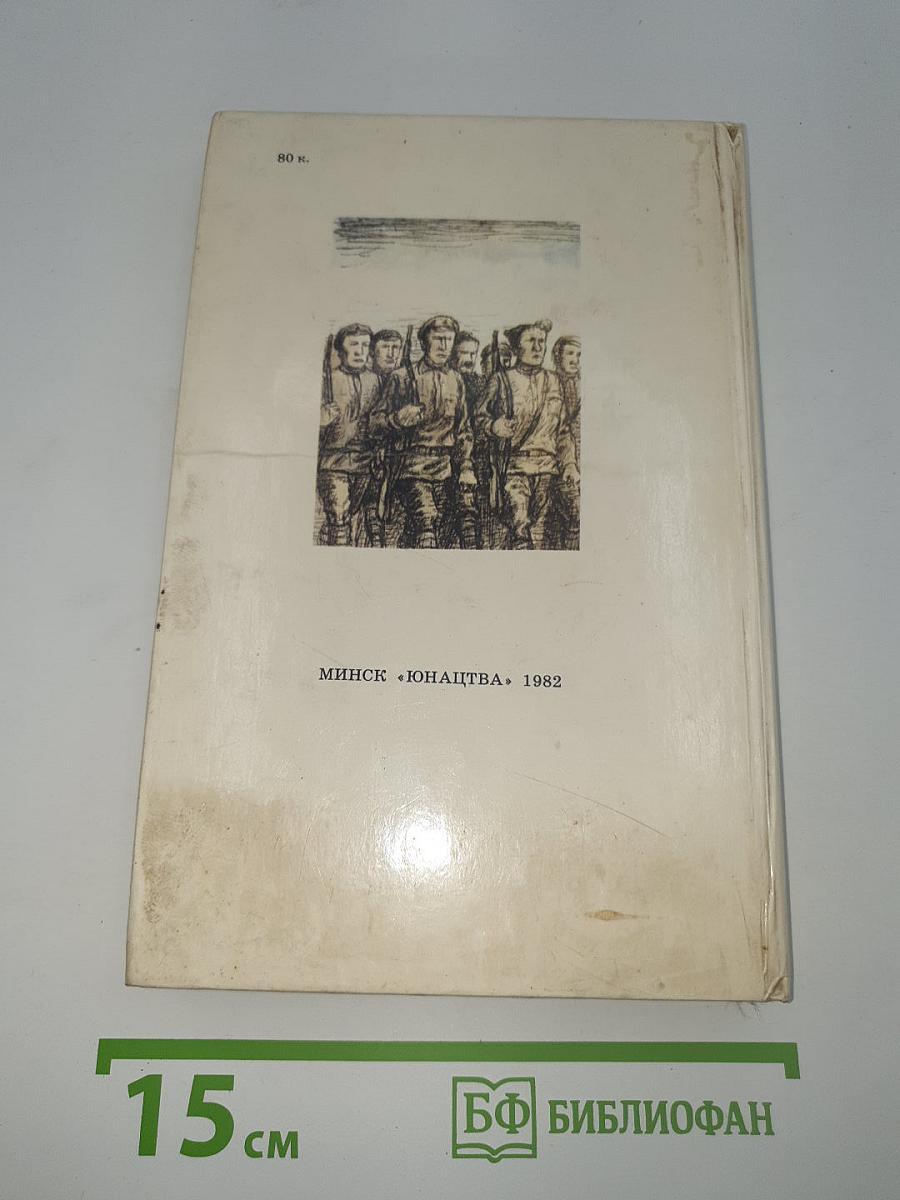 80 к.
МИНСК «ЮНАЦТВА» 1982
15 см
БФ БИБЛИОФАН